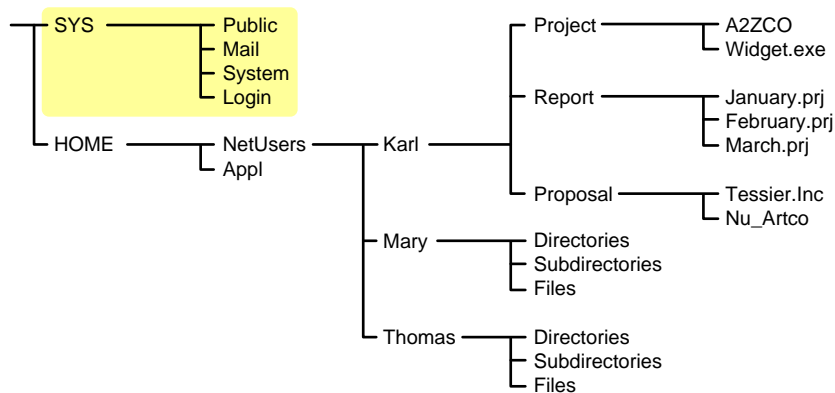 SYS Public Project A2ZCO
Mail Widget.exe
System
Login Report January.prj
February.prj
HOME NetUsers Karl March.prj
Appl
Proposal Tessier.Inc
Nu_Artco
Mary Directories
Subdirectories
Files
Thomas Directories
Subdirectories
Files